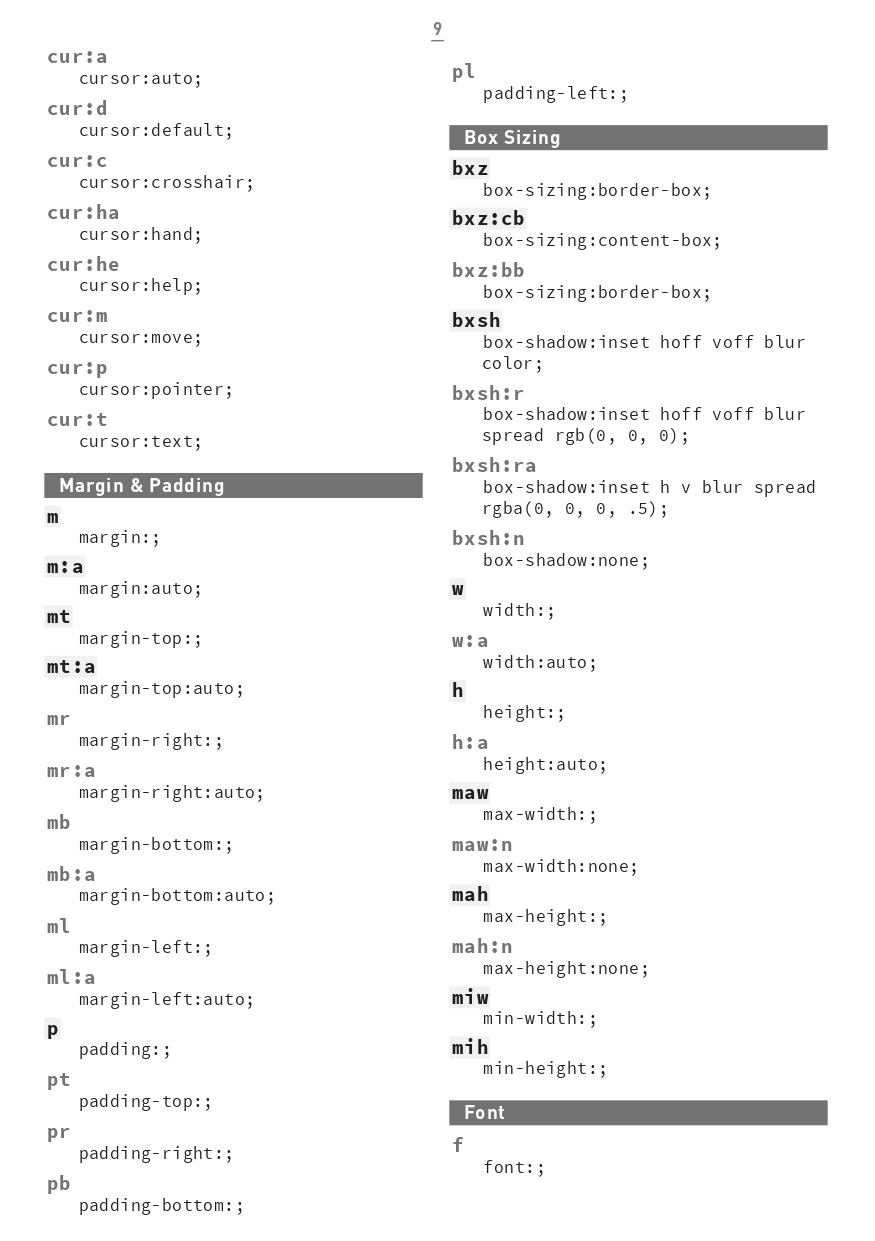 9
cur:a
cursor:auto;
cur:d
cursor:default;
cur:c
cursor:crosshair;
cur:ha
cursor:hand;
cur:he
cursor:help;
cur:m
cursor:move;
cur:p
cursor:pointer;
cur:t
cursor:text;
Margin & Padding
m
margin:;
m:a
margin:auto;
mt
margin-top:;
mt:a
margin-top:auto;
mr
margin-right:;
mr:a
margin-right:auto;
mb
margin-bottom:;
mb:a
margin-bottom:auto;
ml
margin-left:;
ml:a
margin-left:auto;
p
padding:;
pt
padding-top:;
pr
padding-right:;
pb
padding-bottom:;
pl
padding-left:;
Box Sizing
bxz
box-sizing:border-box;
bxz:cb
box-sizing:content-box;
bxz:bb
box-sizing:border-box;
bxsh
box-shadow:inset hoff voff blur
color;
bxsh:r
box-shadow:inset hoff voff blur
spread rgb(0, 0, 0);
bxsh:ra
box-shadow:inset h v blur spread
rgba(0, 0, 0, .5);
bxsh:n
box-shadow:none;
w
width:;
w:a
width:auto;
h
height:;
h:a
height:auto;
maw
max-width:;
maw:n
max-width:none;
mah
max-height:;
mah:n
max-height:none;
miw
min-width:;
mih
min-height:;
Font
f
font:;